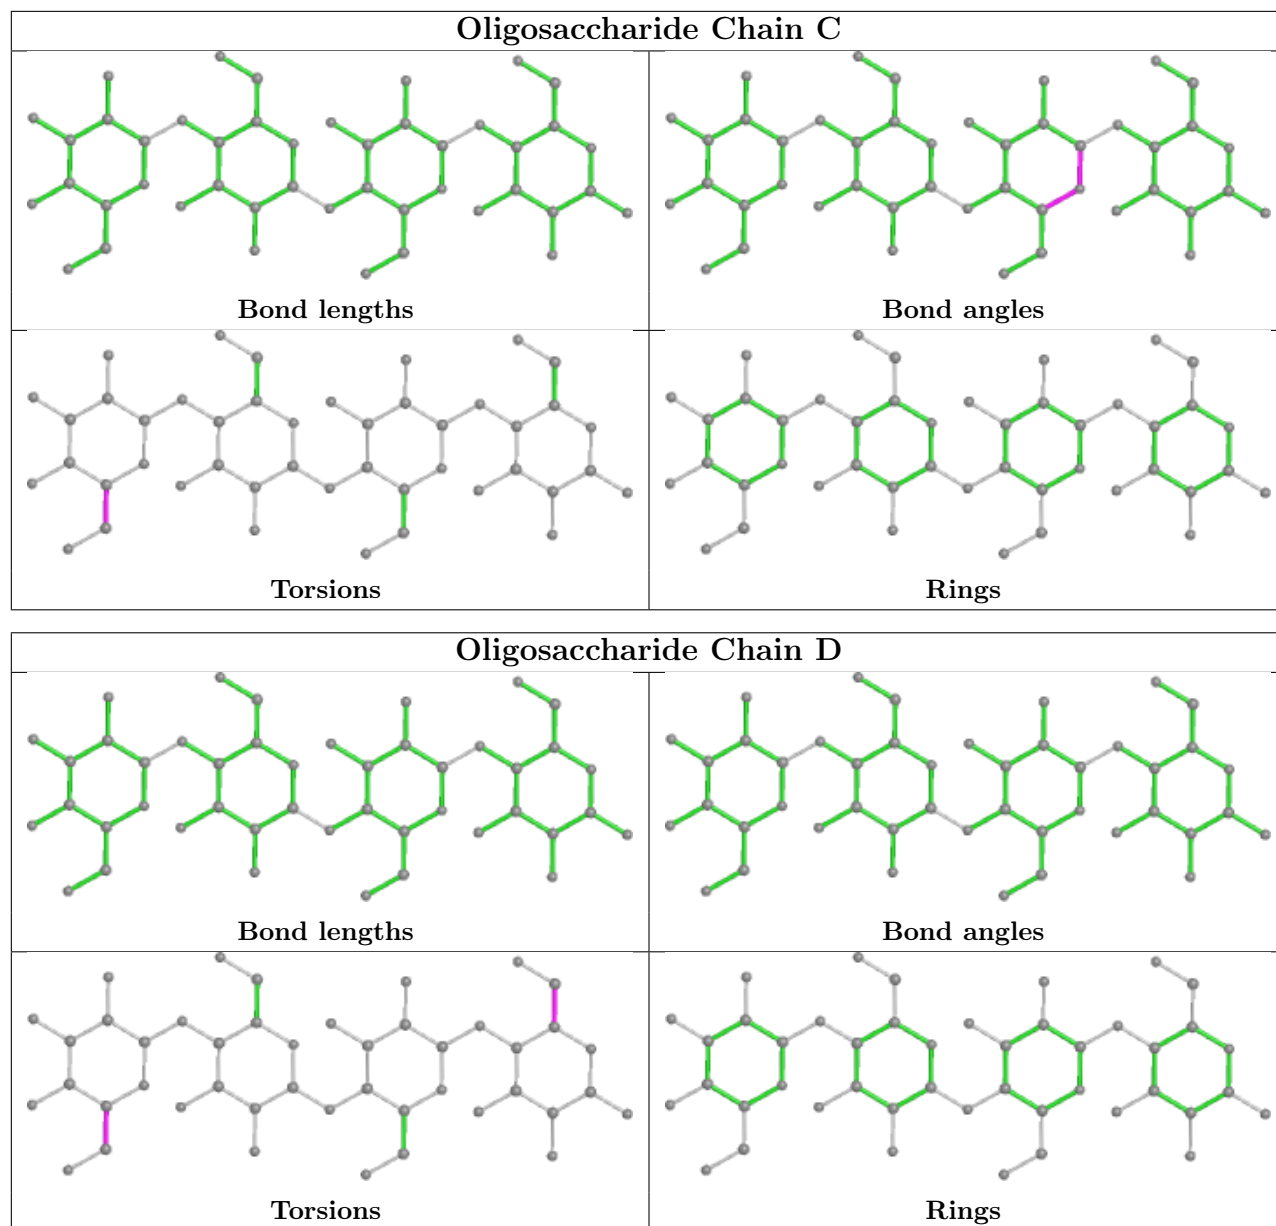 Oligosaccharide Chain C
Bond lengths
Bond angles
Torsions
Rings
Oligosaccharide Chain D
Bond lengths
Bond angles
Torsions
Rings